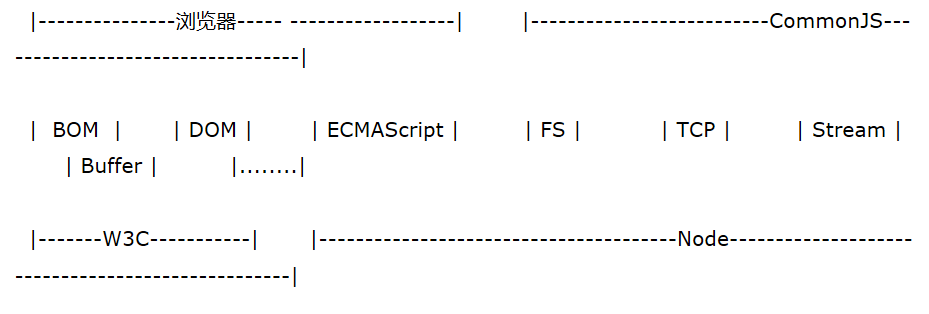 |---------------浏览器----- ------------------| |--------------------------CommonJS---
-------------------------------|
| BOM | | DOM | | ECMAScript | | FS | | TCP | | Stream |
| Buffer | |........|
|-------W3C-----------| |---------------------------------------Node--------------------
------------------------------|